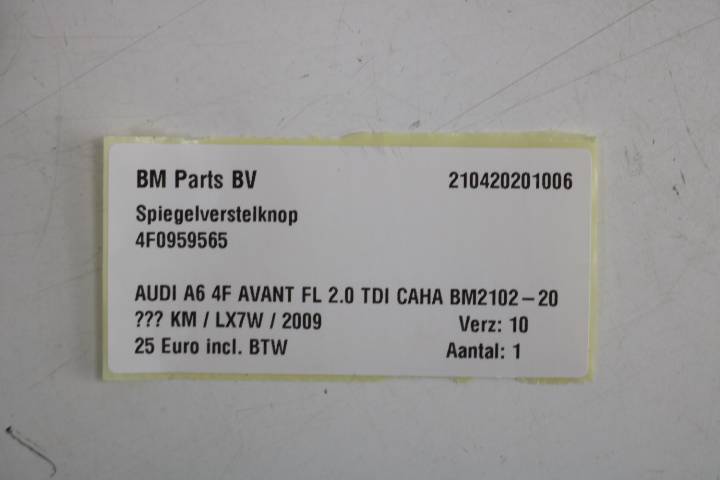 BM Parts BV 210420201006
Spiegelverstelknop
4F0959565
AUDI A6 4F AVANT FL 2.0 TDI CAHA BM2102-20
??? KM / LX7W / 2009 Verz: 10
25 Euro incl. BTW Aantal: 1